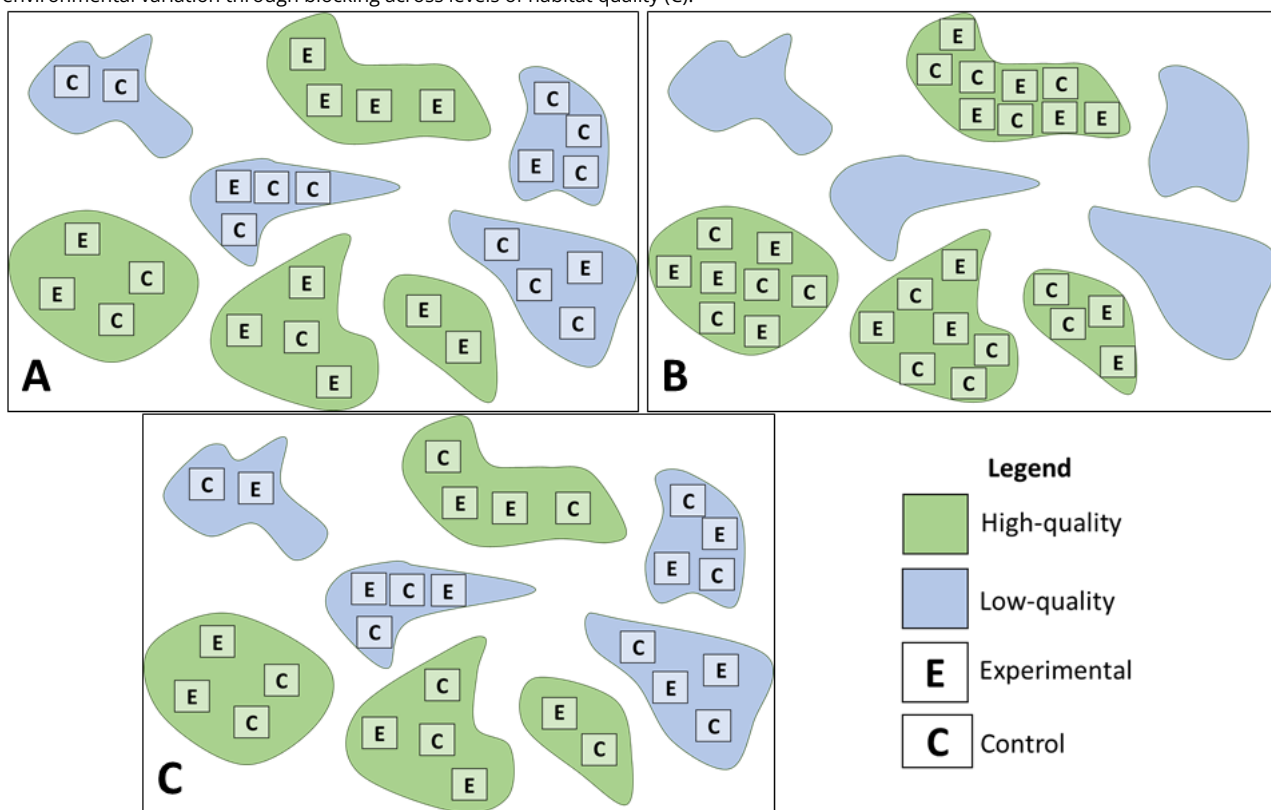 environmental variation through blocking across levels of habitat quality (C).
C C
E
E E E
C
C
E C
E C C
C
E
C
E
C
E
E C
E
E
E
C
E
C
C
A
E
C C E C
E C E E
C E
E E C C
C E
E
C
E E
C
C
C
C E
C
E
B
C E
C
E E C
C
E
E C
E C E
C
E
C
E
C
C
E C
E
E
C
C
E
E
C
C
Legend
High-quality
Low-quality
E Experimental
C Control